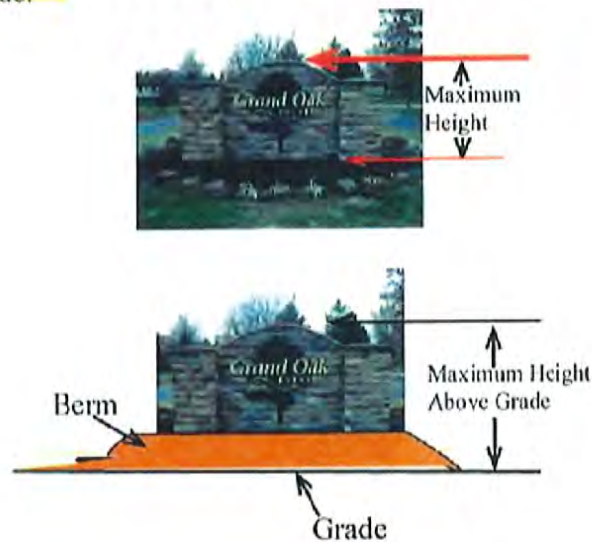 Grand Oak
Maximum
Height
Grand Oak
Maximum Height
Above Grade
Berm
Grade